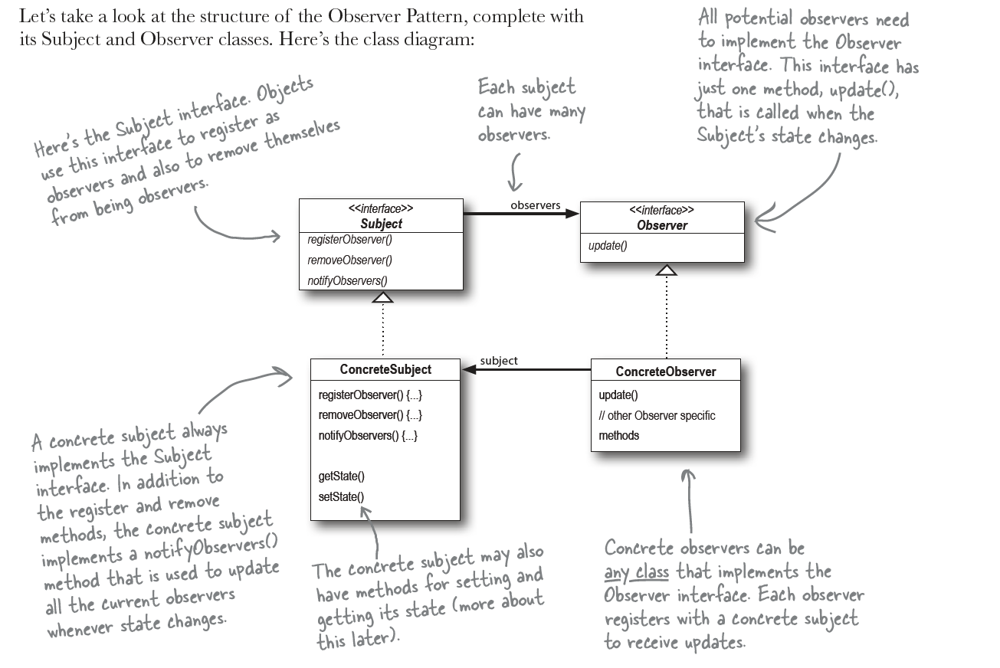 Let's take a look at the structure of the Observer Pattern, complete with
its Subject and Observer classes. Here's the class diagram:
All potential observers need
to implement the Observer
interface. This interface has
just one method, update(),
that is called when the
Subject's state changes.
Each subject
can have many
observers.
Here's the Subject interface. Objects
use this interface to register as
observers and also to remove themselves
from being observers.
<<interface>>
Subject
registerObserver()
removeObserver()
notifyObservers()
observers
<<interface>>
Observer
update()
ConcreteSubject
registerObserver() {...}
removeObserver() {...}
notifyObservers() {...}
getState()
setState()
subject
ConcreteObserver
update()
// other Observer specific
methods
A concrete subject always
implements the Subject
interface. In addition to
the register and remove
methods, the concrete subject
implements a notifyObservers()
method that is used to update
all the current observers
whenever state changes.
The concrete subject may also
have methods for setting and
getting its state (more about
this later).
Concrete observers can be
any class that implements the
Observer interface. Each observer
registers with a concrete subject
to receive updates.